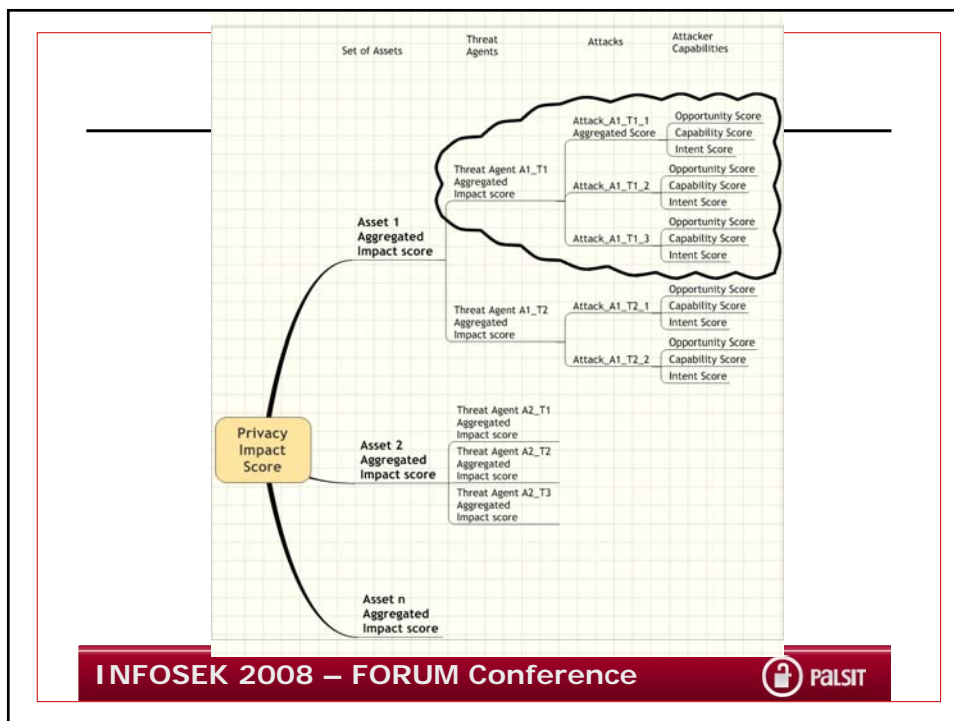 Set of Assets
Threat
Agents
Attacks
Attacker
Capabilities
Attack_A1_T1_1
Aggregated Score
Opportunity Score
Capability Score
Intent Score
Threat Agent A1_T1
Aggregated
Impact score
Attack_A1_T1_2
Opportunity Score
Capability Score
Intent Score
Attack_A1_T1_3
Opportunity Score
Capability Score
Intent Score
Asset 1
Aggregated
Impact score
Threat Agent A1_T2
Aggregated
Impact score
Attack_A1_T2_1
Opportunity Score
Capability Score
Intent Score
Attack_A1_T2_2
Opportunity Score
Capability Score
Intent Score
Privacy
Impact
Score
Asset 2
Aggregated
Impact score
Threat Agent A2_T1
Aggregated
Impact score
Threat Agent A2_T2
Aggregated
Impact score
Threat Agent A2_T3
Aggregated
Impact score
Asset n
Aggregated
Impact score
INFOSEK 2008 – FORUM Conference
PALSIT